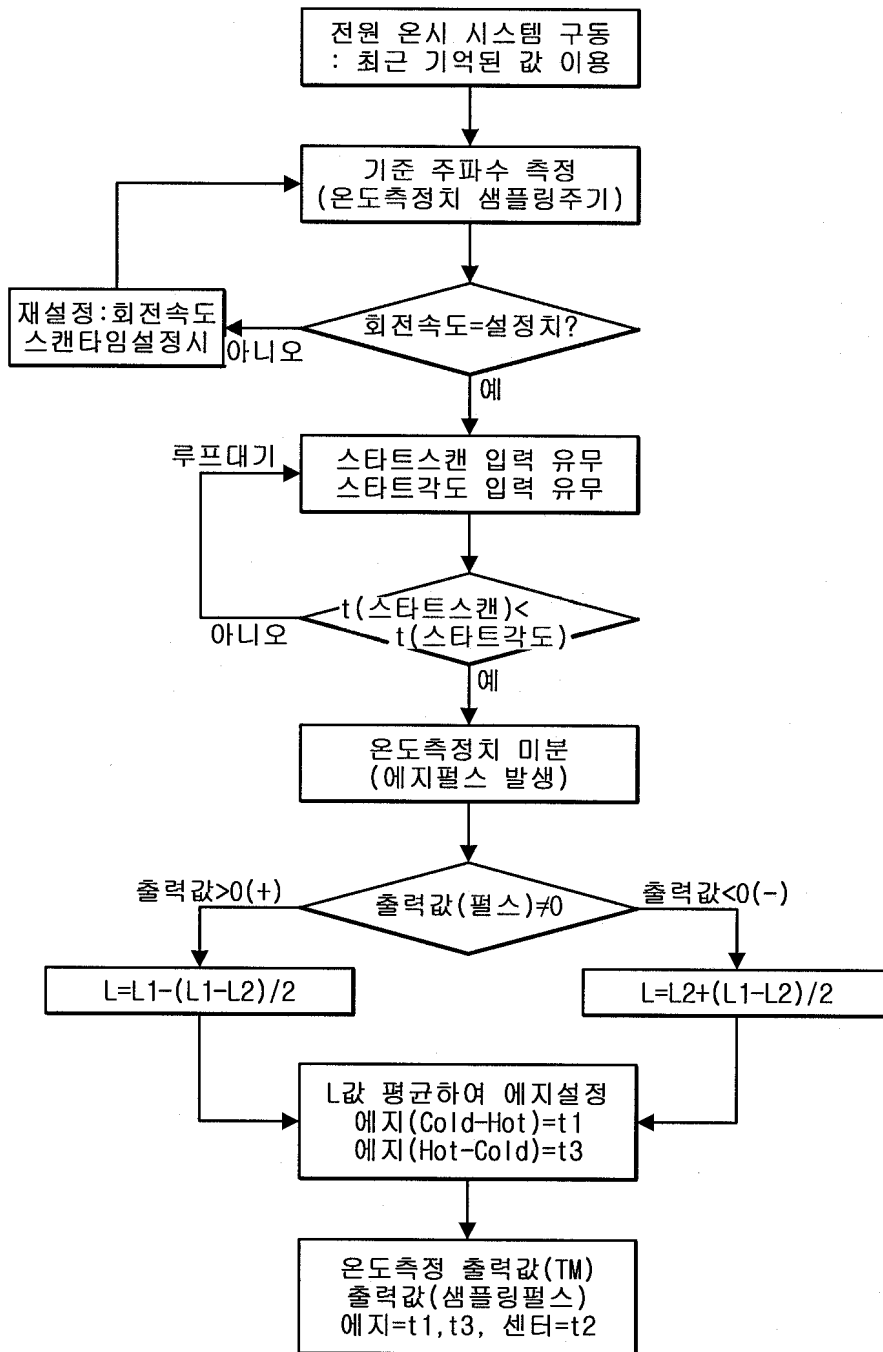 전원 온시 시스템 구동
: 최근 기억된 값 이용
기준 주파수 측정
(온도측정치 샘플링주기)
재설정:회전속도
스캔타임설정시
아니오
회전속도=설정치?
예
루프대기
스타트스캔 입력 유무
스타트각도 입력 유무
t(스타트스캔)<
t(스타트각도)
아니오
예
온도측정치 미분
(에지펄스 발생)
출력값>0(+)
출력값(펄스)≠0
출력값<0(-)
L=L1-(L1-L2)/2
L=L2+(L1-L2)/2
L값 평균하여 에지설정
에지(Cold-Hot)=t1
에지(Hot-Cold)=t3
온도측정 출력값(TM)
출력값(샘플링펄스)
에지=t1,t3, 센터=t2